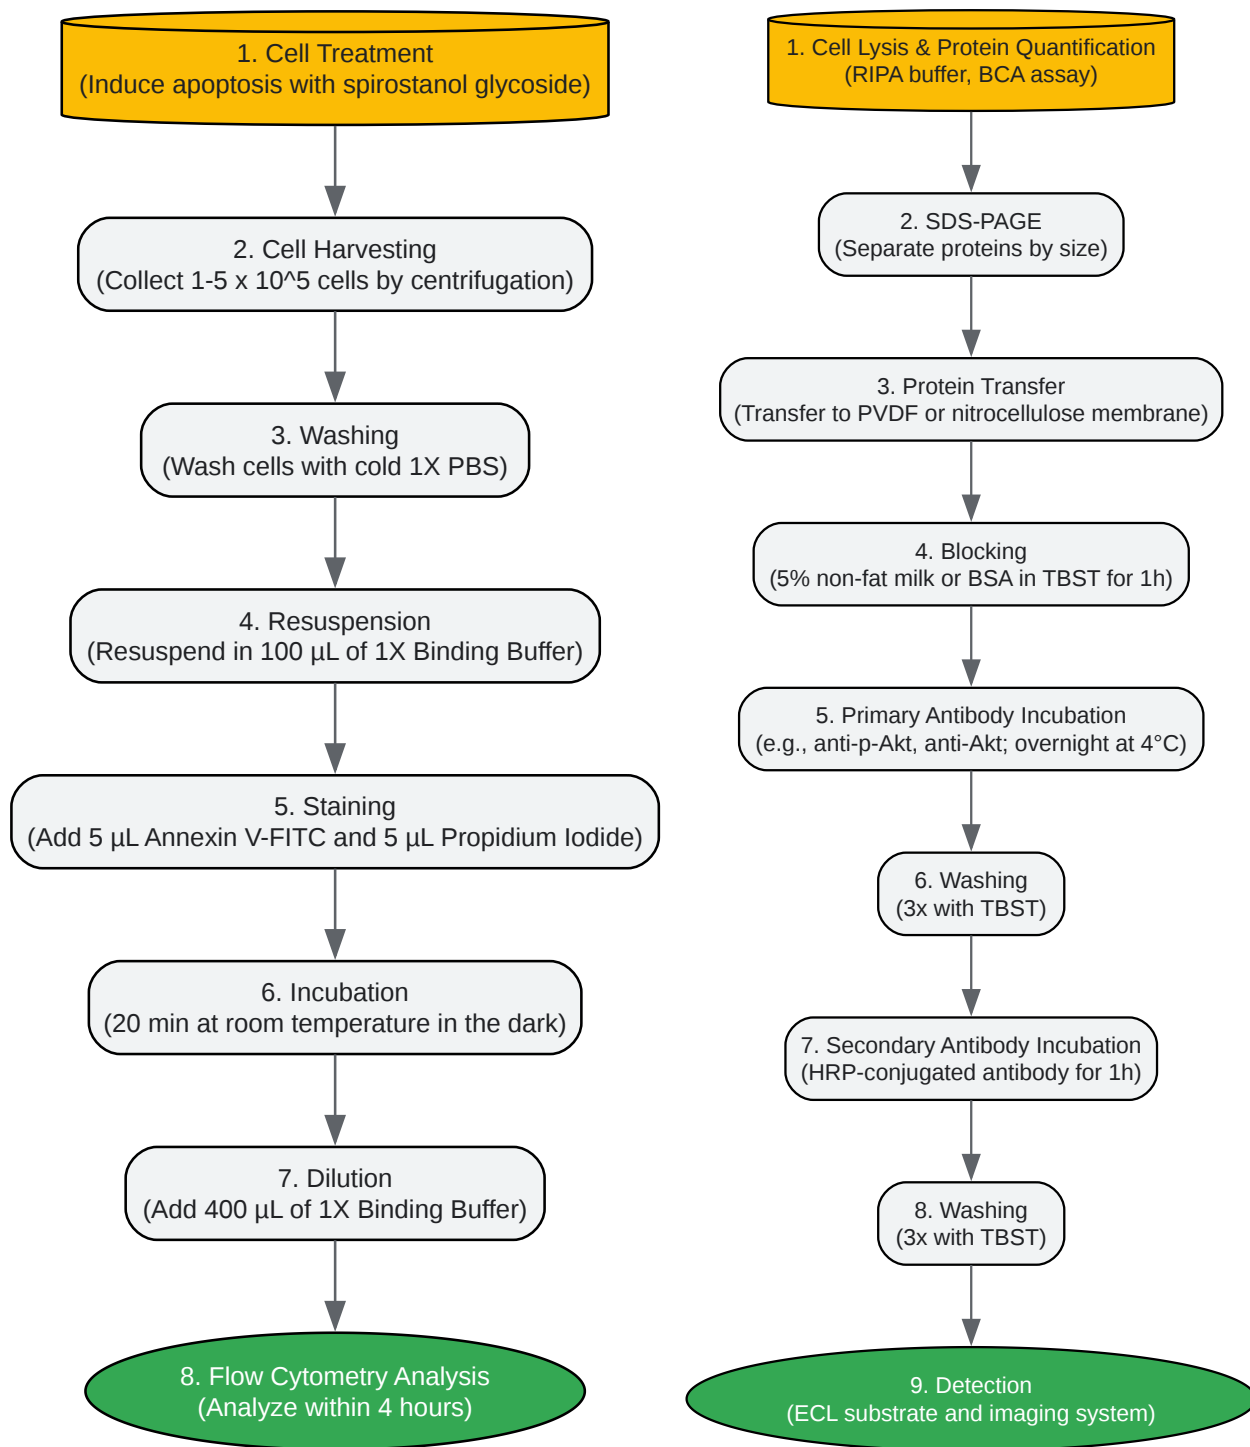 1. Cell Treatment
(Induce apoptosis with spirostanol glycoside)
2. Cell Harvesting
(Collect 1-5 x 10^5 cells by centrifugation)
3. Washing
(Wash cells with cold 1X PBS)
4. Resuspension
(Resuspend in 100 µL of 1X Binding Buffer)
5. Staining
(Add 5 µL Annexin V-FITC and 5 µL Propidium Iodide)
6. Incubation
(20 min at room temperature in the dark)
7. Dilution
(Add 400 µL of 1X Binding Buffer)
8. Flow Cytometry Analysis
(Analyze within 4 hours)
1. Cell Lysis & Protein Quantification
(RIPA buffer, BCA assay)
2. SDS-PAGE
(Separate proteins by size)
3. Protein Transfer
(Transfer to PVDF or nitrocellulose membrane)
4. Blocking
(5% non-fat milk or BSA in TBST for 1h)
5. Primary Antibody Incubation
(e.g., anti-p-Akt, anti-Akt; overnight at 4°C)
6. Washing
(3x with TBST)
7. Secondary Antibody Incubation
(HRP-conjugated antibody for 1h)
8. Washing
(3x with TBST)
9. Detection
(ECL substrate and imaging system)